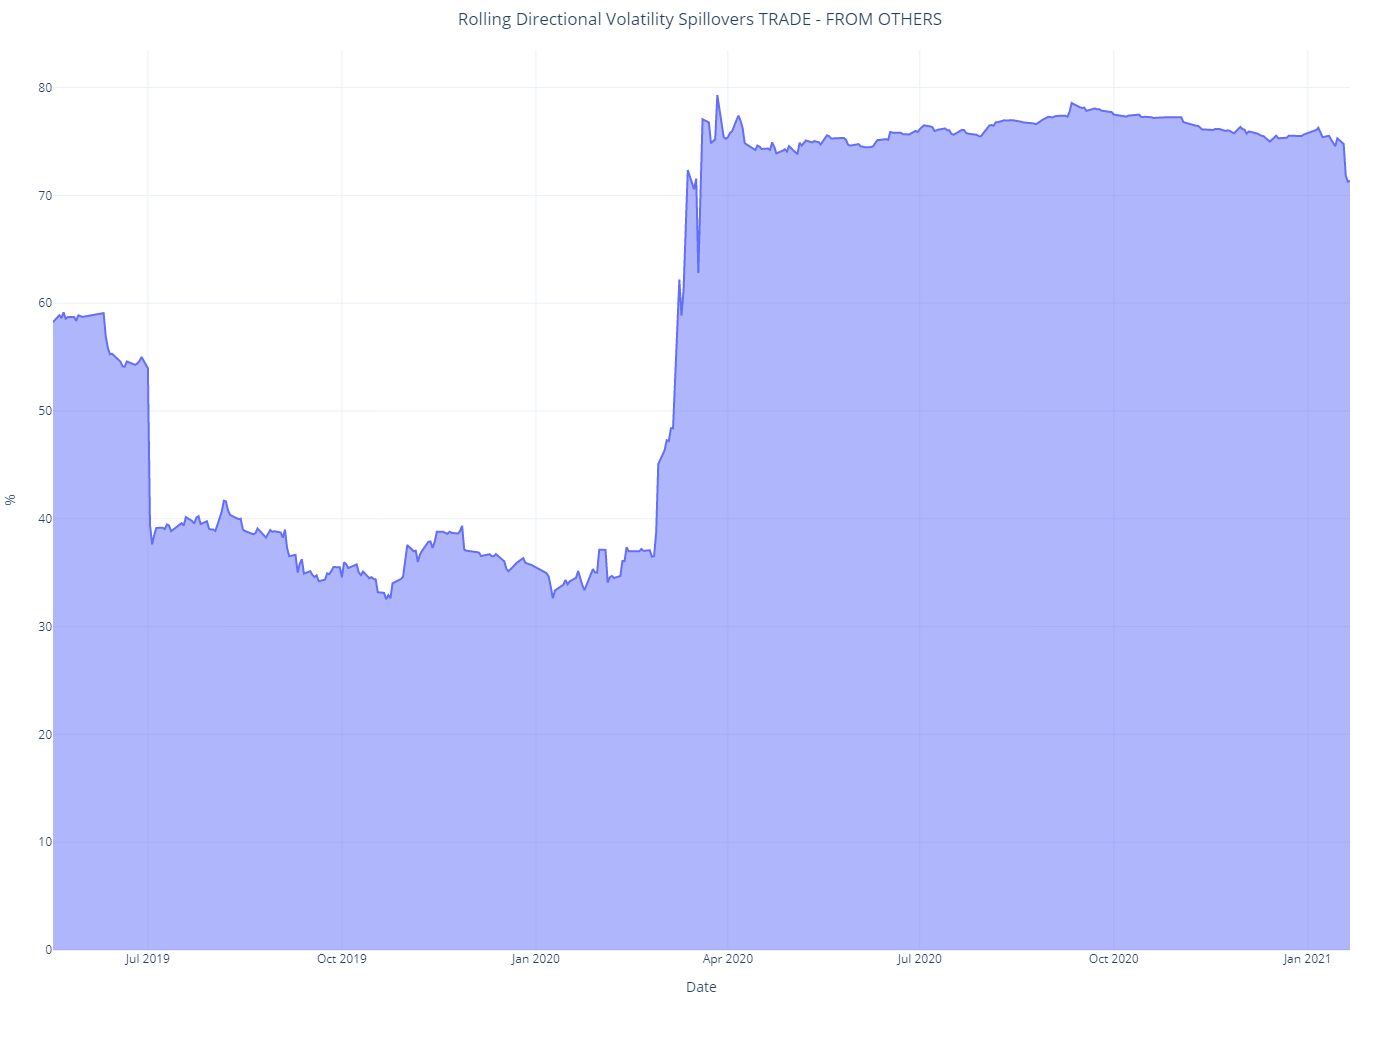 Rolling Directional Volatility Spillovers TRADE - FROM OTHERS
80
70
60
50
40
30
20
10
0
%
Jul 2019
Oct 2019
Jan 2020
Apr 2020
Jul 2020
Oct 2020
Jan 2021
Date